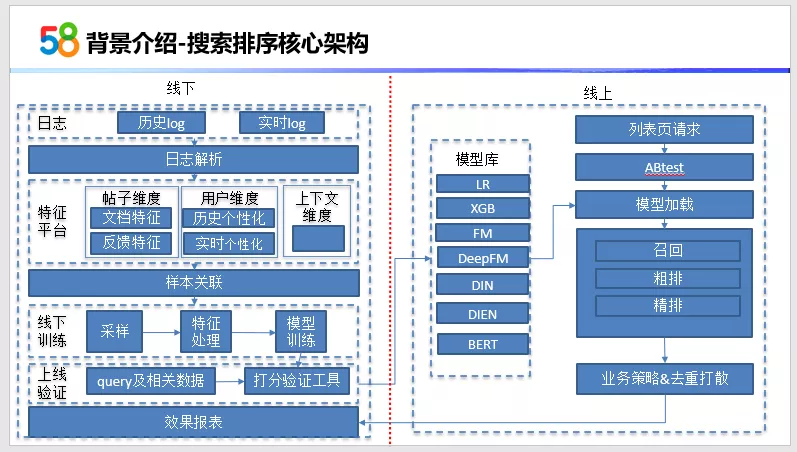 58 背景介绍-搜索排序核心架构
线下
日志
历史log
实时log
日志解析
特征
平台
帖子维度
文档特征
反馈特征
用户维度
历史个性化
实时个性化
上下文
维度
样本关联
线下
训练
采样
特征
处理
模型
训练
上线
验证
query及相关数据
打分验证工具
效果报表
线上
模型库
LR
XGB
FM
DeepFM
DIN
DIEN
BERT
列表页请求
ABtest
模型加载
召回
粗排
精排
业务策略&去重打散